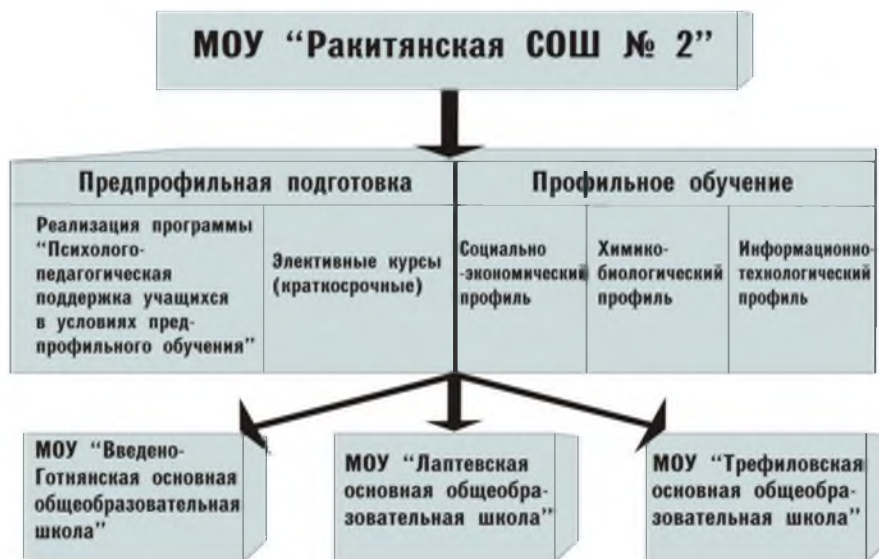 МОУ “Ракитянская СОШ № 2”
Предпрофильная подготовка
Профильное обучение
Реализация программы
“Психолого-
педагогическая
поддержка учащихся
в условиях пред-
профильного обучения”
Элективные курсы
(краткосрочные)
Социально
-экономический
профиль
Химико-
биологический
профиль
Информационно-
технологический
профиль
МОУ “Введено-
Готнянская основная
общеобразовательная
школа”
МОУ “Лаптевская
основная общеобра-
зовательная школа”
МОУ “Трефиловская
основная общеобра-
зовательная школа”